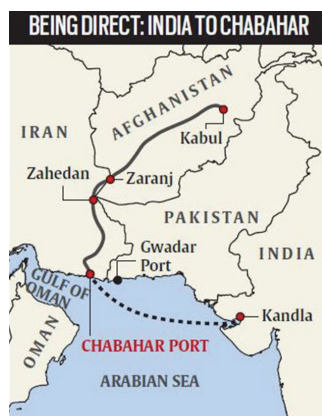 BEING DIRECT: INDIA TO CHABAHAR
AFGHANISTAN
IRAN
Kabul
Zahedan
Zaranj
PAKISTAN
Gwadar
Port
INDIA
GULF OF
OMAN
Kandla
OMAN
CHABAHAR PORT
ARABIAN SEA